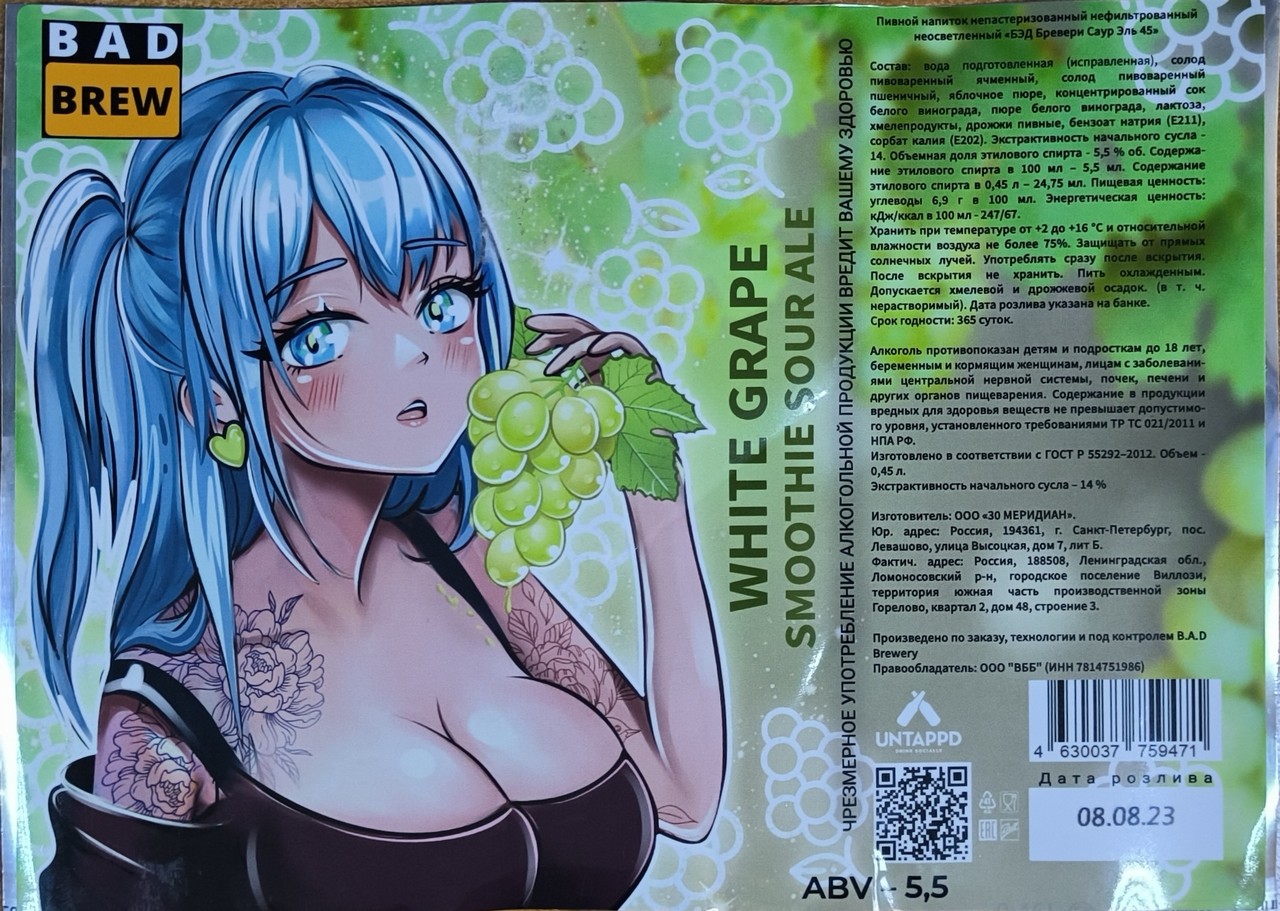 BAD
BREW
WHITE GRAPE
SMOOTHIE SOUR ALE
ЧРЕЗМЕРНОЕ УПОТРЕБЛЕНИЕ АЛКОГОЛЬНОЙ ПРОДУКЦИИ ВРЕДИТ ВАШЕМУ ЗДОРОВЬЮ
ABV - 5,5
Пивной напиток непастеризованный нефильтрованный
неосветленный «БЭД Бревери Саур Эль 45»
Состав: вода подготовленная (исправленная), солод
пивоваренный ячменный, солод пивоваренный
пшеничный, яблочное пюре, концентрированный сок
белого винограда, пюре белого винограда, лактоза,
хмелепродукты, дрожжи пивные, бензоат натрия (Е211),
сорбат калия (Е202). Экстрактивность начального сусла -
14. Объемная доля этилового спирта - 5,5 % об. Содержа-
ние этилового спирта в 100 мл – 5,5 мл. Содержание
этилового спирта в 0,45 л – 24,75 мл. Пищевая ценность:
углеводы 6,9 г в 100 мл. Энергетическая ценность:
кДж/ккал в 100 мл - 247/67.
Хранить при температуре от +2 до +16 °С и относительной
влажности воздуха не более 75%. Защищать от прямых
солнечных лучей. Употреблять сразу после вскрытия.
После вскрытия не хранить. Пить охлажденным.
Допускается хмелевой и дрожжевой осадок. (в т. ч.
нерастворимый). Дата розлива указана на банке.
Срок годности: 365 суток.
Алкоголь противопоказан детям и подросткам до 18 лет,
беременным и кормящим женщинам, лицам с заболевани-
ями центральной нервной системы, почек, печени и
других органов пищеварения. Содержание в продукции
вредных для здоровья веществ не превышает допустимо-
го уровня, установленного требованиями ТР ТС 021/2011 и
НПА РФ.
Изготовлено в соответствии с ГОСТ Р 55292–2012. Объем -
0,45 л.
Экстрактивность начального сусла – 14 %
Изготовитель: ООО «30 МЕРИДИАН».
Юр. адрес: Россия, 194361, г. Санкт-Петербург, пос.
Левашово, улица Высоцкая, дом 7, лит Б.
Фактич. адрес: Россия, 188508, Ленинградская обл.,
Ломоносовский р-н, городское поселение Виллози,
территория южная часть производственной зоны
Горелово, квартал 2, дом 48, строение 3.
Произведено по заказу, технологии и под контролем B.A.D
Brewery
Правообладатель: ООО "ВББ" (ИНН 7814751986)
UNTAPPD
DRINK SOCIALLY
4 630037 759471
Дата розлива
08.08.23
EAC